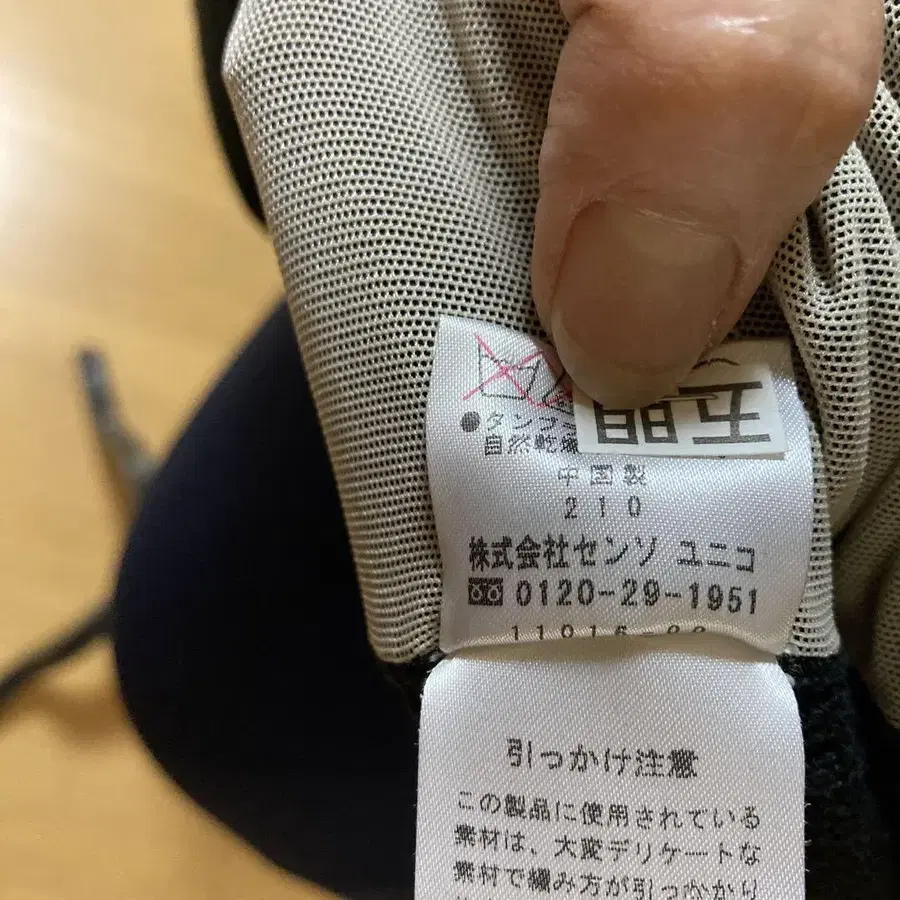 ●タンブ
自然乾燥
五明
中国製
210
株式会社センソ ユニコ
0120-29-1951
引っかけ注意
この製品に使用されている
素材は、大変デリケートな
素材で編み方が引っかかり